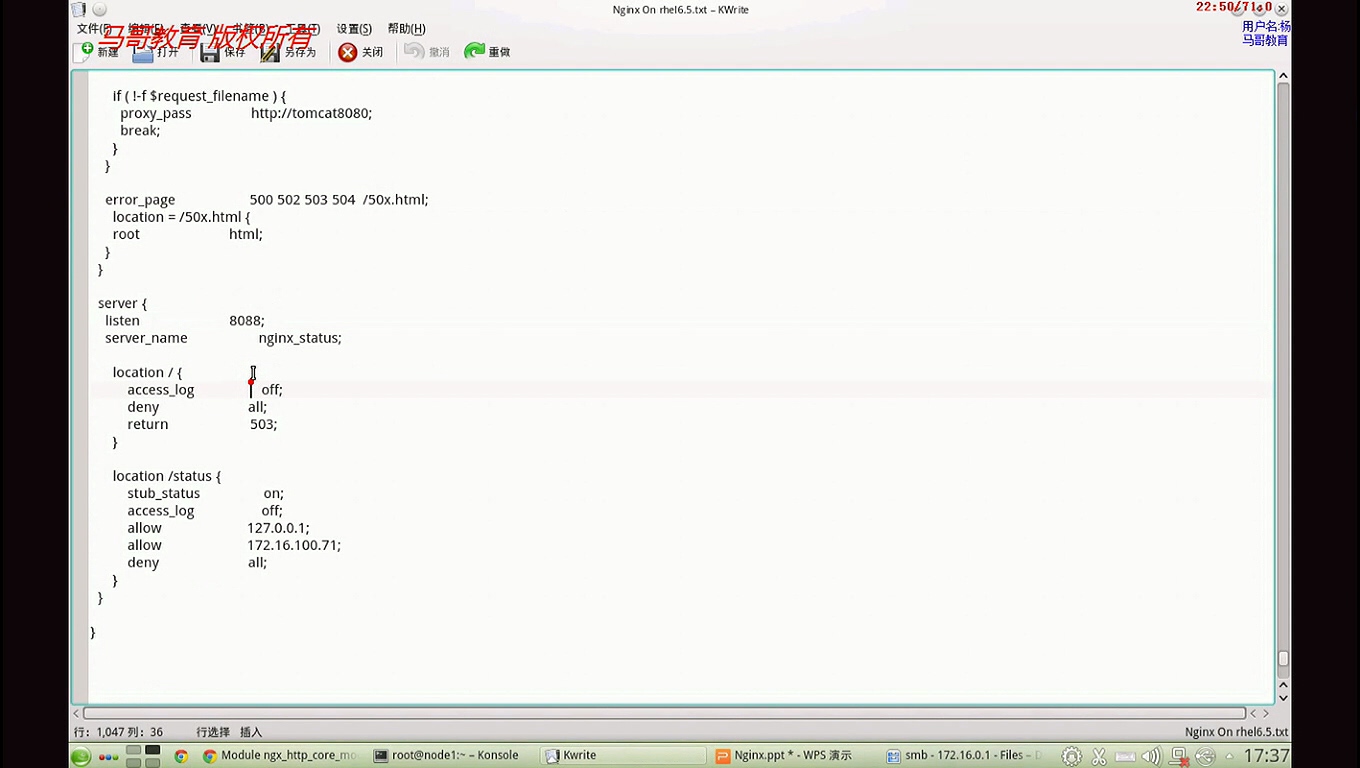 Nginx On rhel6.5.txt – KWrite
22:50/71:0
用户名:杨
马哥教育
马哥教育 版权所有
文件(F) 编辑(E) 查看(V) 书签(B) 工具(T) 设置(S) 帮助(H)
新建 打开 保存 另存为 关闭 撤消 重做
if ( !-f $request_filename ) {
proxy_pass http://tomcat8080;
break;
}
}
error_page 500 502 503 504 /50x.html;
location = /50x.html {
root html;
}
}
server {
listen 8088;
server_name nginx_status;
location / {
access_log off;
deny all;
return 503;
}
location /status {
stub_status on;
access_log off;
allow 127.0.0.1;
allow 172.16.100.71;
deny all;
}
}
}
行: 1,047 列: 36 行选择 插入 Nginx On rhel6.5.txt
Module ngx_http_core_mo root@node1:~ – Konsole Kwrite Nginx.ppt * - WPS 演示 smb - 172.16.0.1 - Files – 17:37